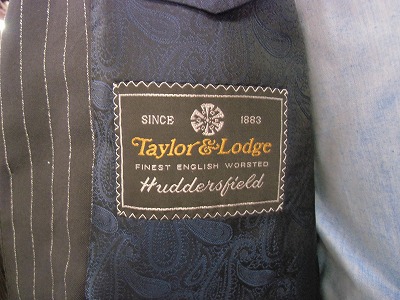 SINCE 1883
Taylor & Lodge
FINEST ENGLISH WORSTED
Huddersfield